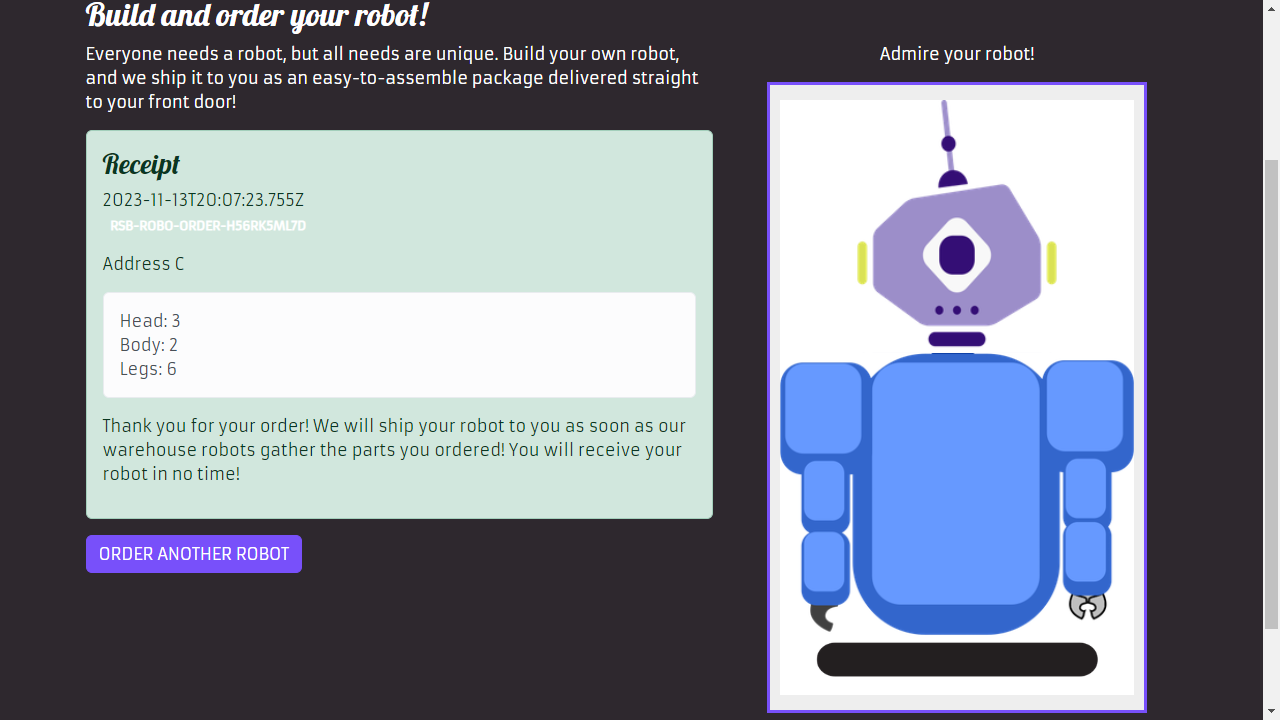 Build and order your robot!
Everyone needs a robot, but all needs are unique. Build your own robot,
and we ship it to you as an easy-to-assemble package delivered straight
to your front door!
Admire your robot!
Receipt
2023-11-13T20:07:23.755Z
RSB-ROBO-ORDER-H56RK5ML7D
Address C
Head: 3
Body: 2
Legs: 6
Thank you for your order! We will ship your robot to you as soon as our
warehouse robots gather the parts you ordered! You will receive your
robot in no time!
ORDER ANOTHER ROBOT